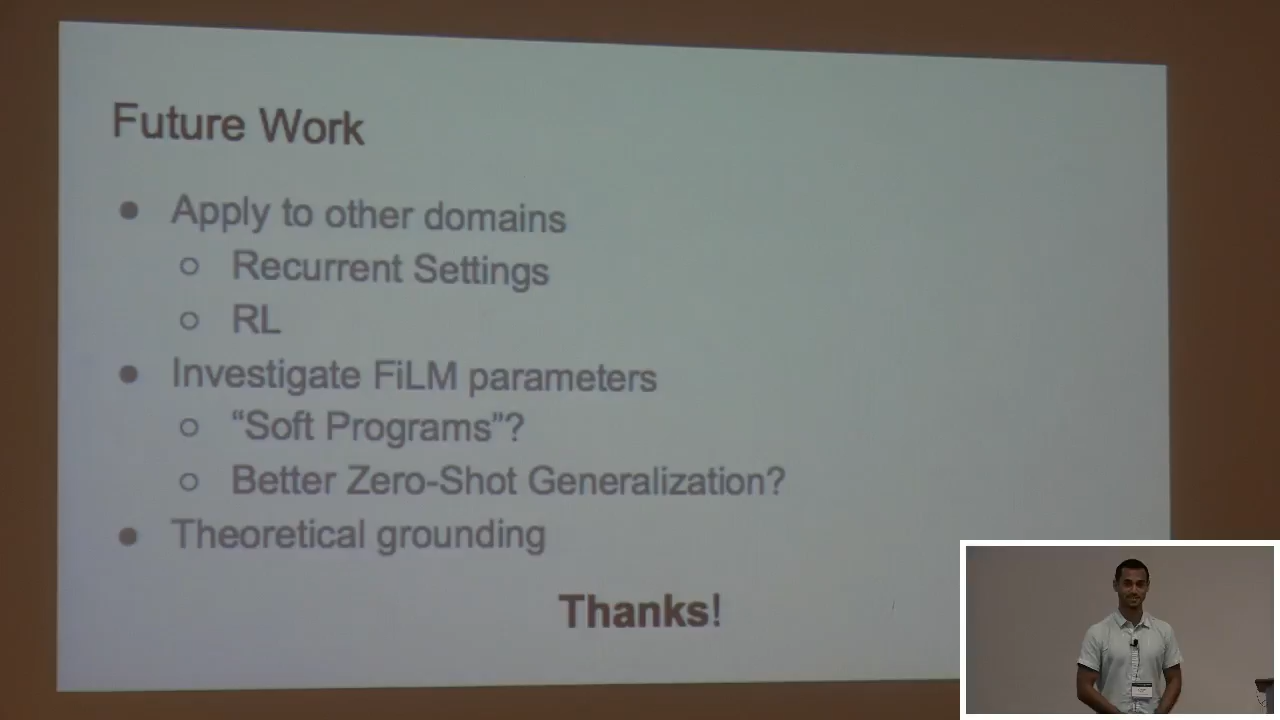 Future Work
● Apply to other domains
○ Recurrent Settings
○ RL
● Investigate FiLM parameters
○ “Soft Programs”?
○ Better Zero-Shot Generalization?
● Theoretical grounding
Thanks!